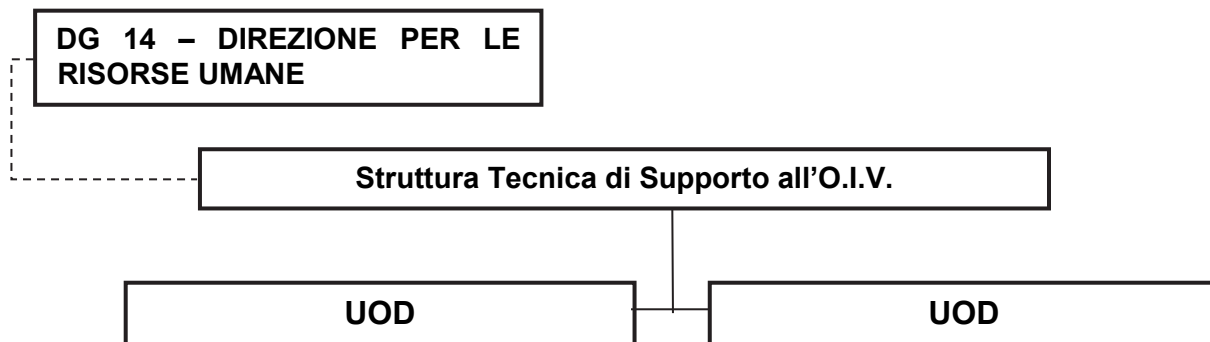 DG 14 – DIREZIONE PER LE
RISORSE UMANE
Struttura Tecnica di Supporto all’O.I.V.
UOD
UOD